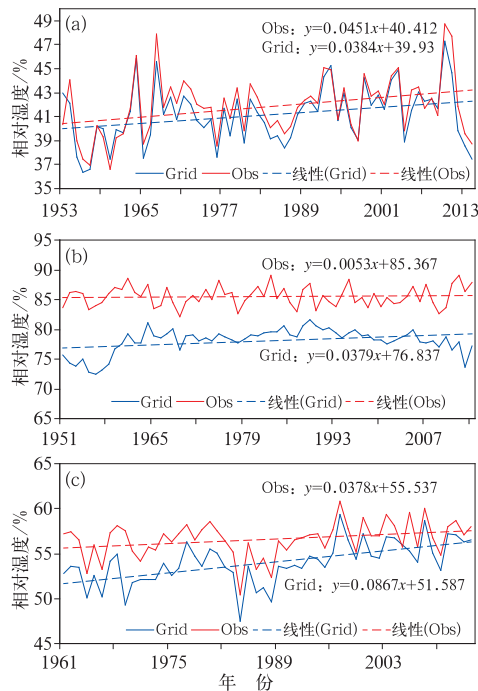 (a)
Obs：y=0.0451x+40.412
Grid：y=0.0384x+39.93
相对湿度/%
49
47
45
43
41
39
37
35
Grid Obs 线性(Grid) 线性(Obs)
1953 1965 1977 1989 2001 2013
(b)
Obs：y=0.0053x+85.367
相对湿度/%
95
90
85
80
75
70
65
Grid：y=0.0379x+76.837
Grid Obs 线性(Grid) 线性(Obs)
1951 1965 1979 1993 2007
(c)
Obs：y=0.0378x+55.537
相对湿度/%
65
60
55
50
45
Grid：y=0.0867x+51.587
Grid Obs 线性(Grid) 线性(Obs)
1961 1975 1989 2003
年 份